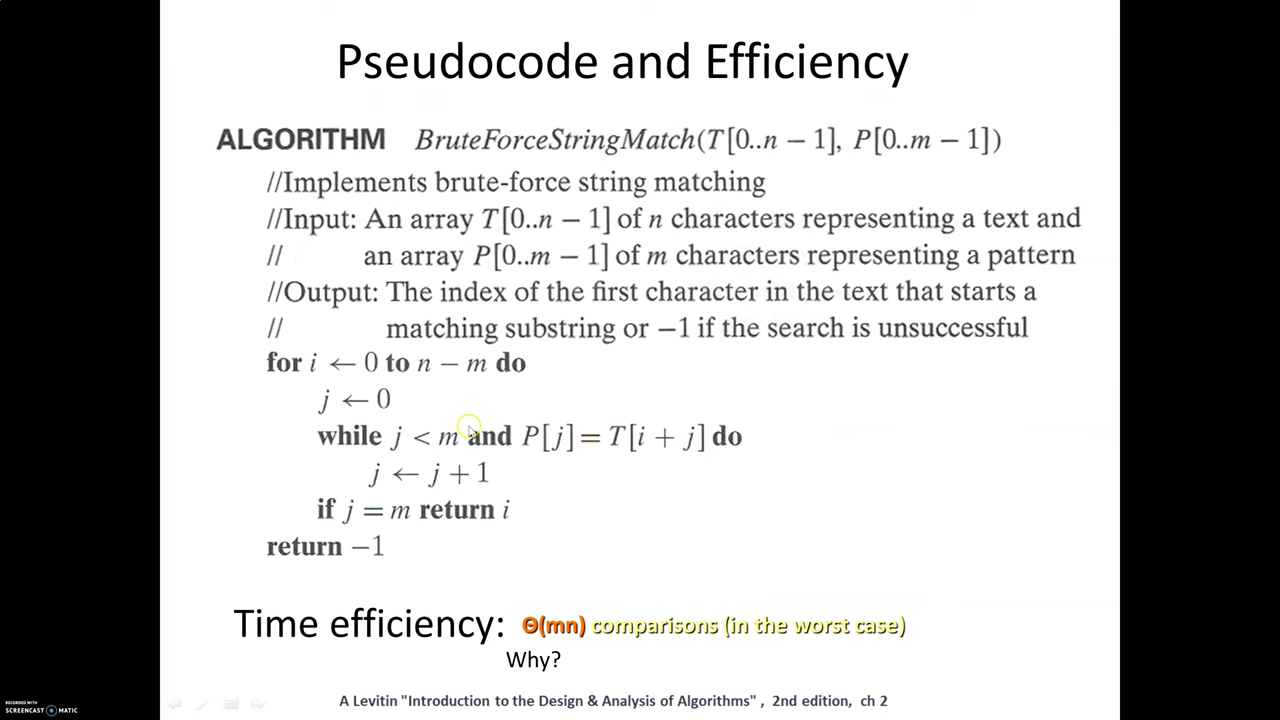 Pseudocode and Efficiency
ALGORITHM BruteForceStringMatch(T[0..n − 1], P[0..m − 1])
//Implements brute-force string matching
//Input: An array T[0..n − 1] of n characters representing a text and
// an array P[0..m − 1] of m characters representing a pattern
//Output: The index of the first character in the text that starts a
// matching substring or −1 if the search is unsuccessful
for i ← 0 to n − m do
j ← 0
while j < m and P[j] = T[i + j] do
j ← j + 1
if j = m return i
return −1
Time efficiency: Θ(mn) comparisons (in the worst case)
Why?
A Levitin "Introduction to the Design & Analysis of Algorithms" , 2nd edition, ch 2
RECORDED WITH
SCREENCAST MATIC